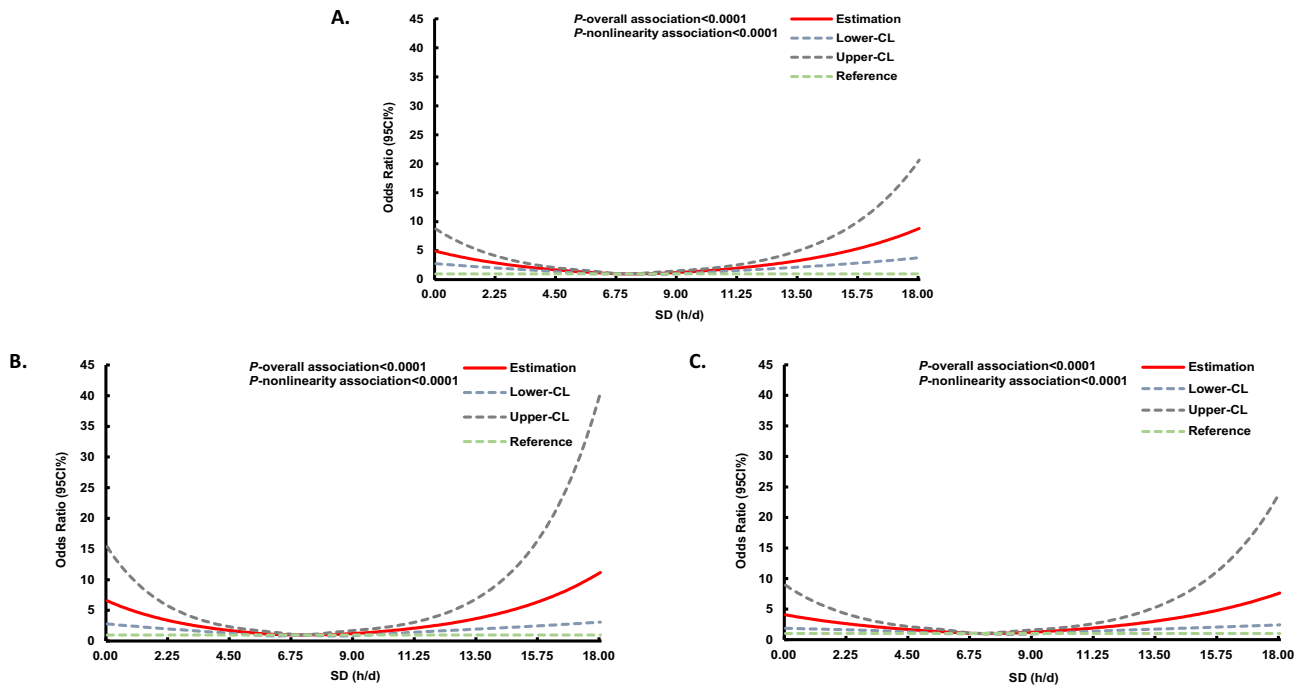 A.
P-overall association<0.0001
P-nonlinearity association<0.0001
Estimation
Lower-CL
Upper-CL
Reference
Odds Ratio (95CI%)
45
40
35
30
25
20
15
10
5
0
0.00 2.25 4.50 6.75 9.00 11.25 13.50 15.75 18.00
SD (h/d)
B.
P-overall association<0.0001
P-nonlinearity association<0.0001
Estimation
Lower-CL
Upper-CL
Reference
Odds Ratio (95CI%)
45
40
35
30
25
20
15
10
5
0
0.00 2.25 4.50 6.75 9.00 11.25 13.50 15.75 18.00
SD (h/d)
C.
P-overall association<0.0001
P-nonlinearity association<0.0001
Estimation
Lower-CL
Upper-CL
Reference
Odds Ratio (95CI%)
45
40
35
30
25
20
15
10
5
0
0.00 2.25 4.50 6.75 9.00 11.25 13.50 15.75 18.00
SD (h/d)